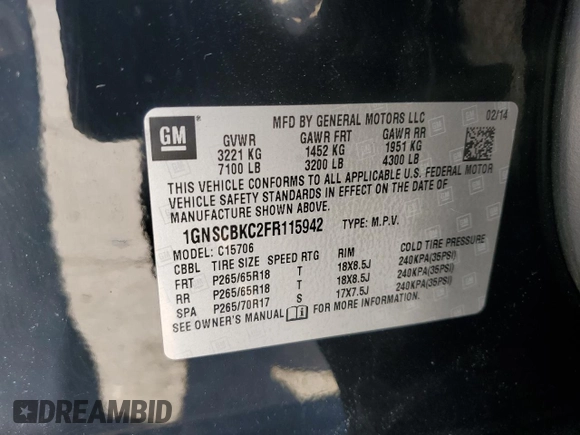 GM
MFD BY GENERAL MOTORS LLC 02/14
GVWR GAWR FRT GAWR RR
3221 KG 1452 KG 1951 KG
7100 LB 3200 LB 4300 LB
THIS VEHICLE CONFORMS TO ALL APPLICABLE U.S. FEDERAL MOTOR
VEHICLE SAFETY STANDARDS IN EFFECT ON THE DATE OF
MANUFACTURE SHOWN ABOVE.
1GNSCBKC2FR115942 TYPE: M.P.V.
MODEL: C15706
CBBL TIRE SIZE SPEED RTG RIM COLD TIRE PRESSURE
FRT P265/65R18 T 18X8.5J 240KPA(35PSI)
RR P265/65R18 T 18X8.5J 240KPA(35PSI)
SPA P265/70R17 S 17X7.5J 240KPA(35PSI)
SEE OWNER'S MANUAL i FOR MORE INFORMATION.
DREAMBID